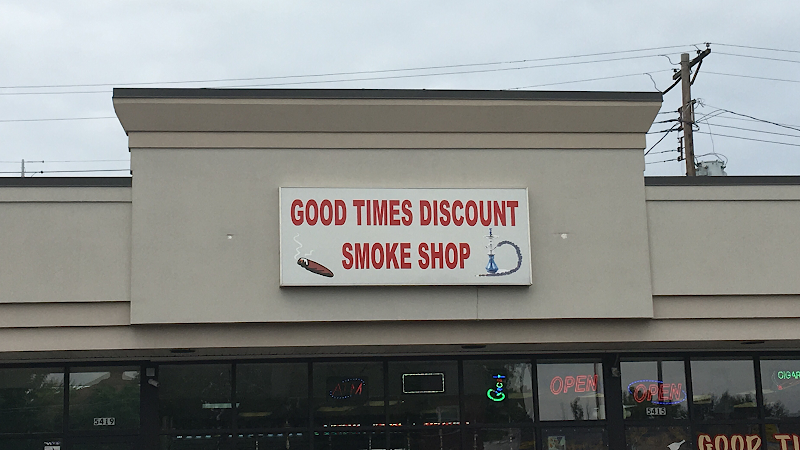 GOOD TIMES DISCOUNT
SMOKE SHOP
ATM
OPEN
OPEN
CIGAR
5419
5415
GOOD TI